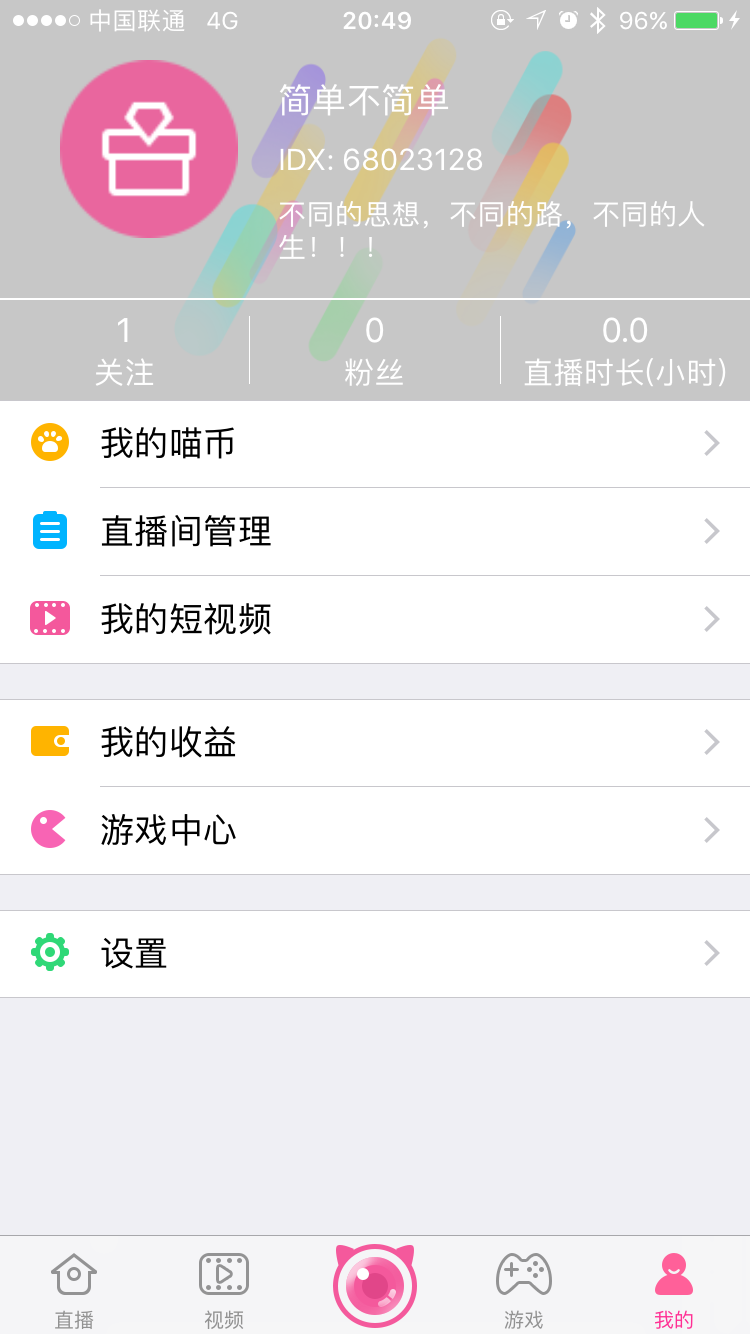 中国联通 4G 20:49 96%
简单不简单
IDX: 68023128
不同的思想，不同的路，不同的人
生！！！
1 0 0.0
关注 粉丝 直播时长(小时)
我的喵币
直播间管理
我的短视频
我的收益
游戏中心
设置
直播 视频 游戏 我的